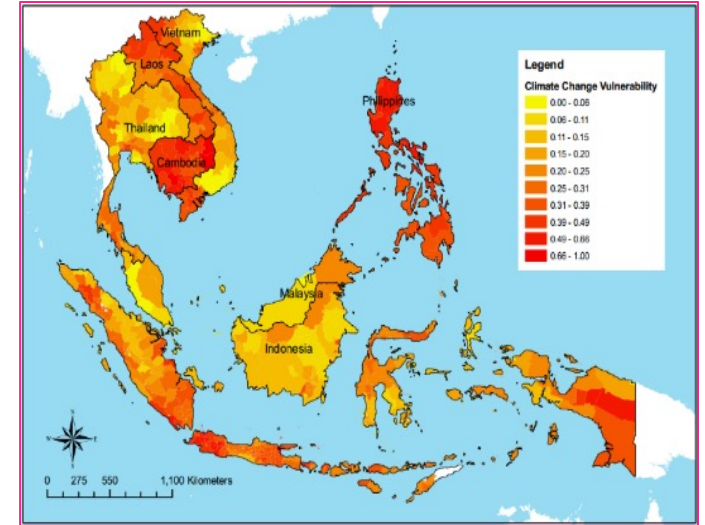 Vietnam
Laos
Thailand
Cambodia
Philippines
Malaysia
Indonesia
Legend
Climate Change Vulnerability
0.00 - 0.06
0.06 - 0.11
0.11 - 0.15
0.15 - 0.20
0.20 - 0.25
0.25 - 0.31
0.31 - 0.39
0.39 - 0.49
0.49 - 0.66
0.66 - 1.00
N
W E
S
0 275 550 1,100 Kilometers